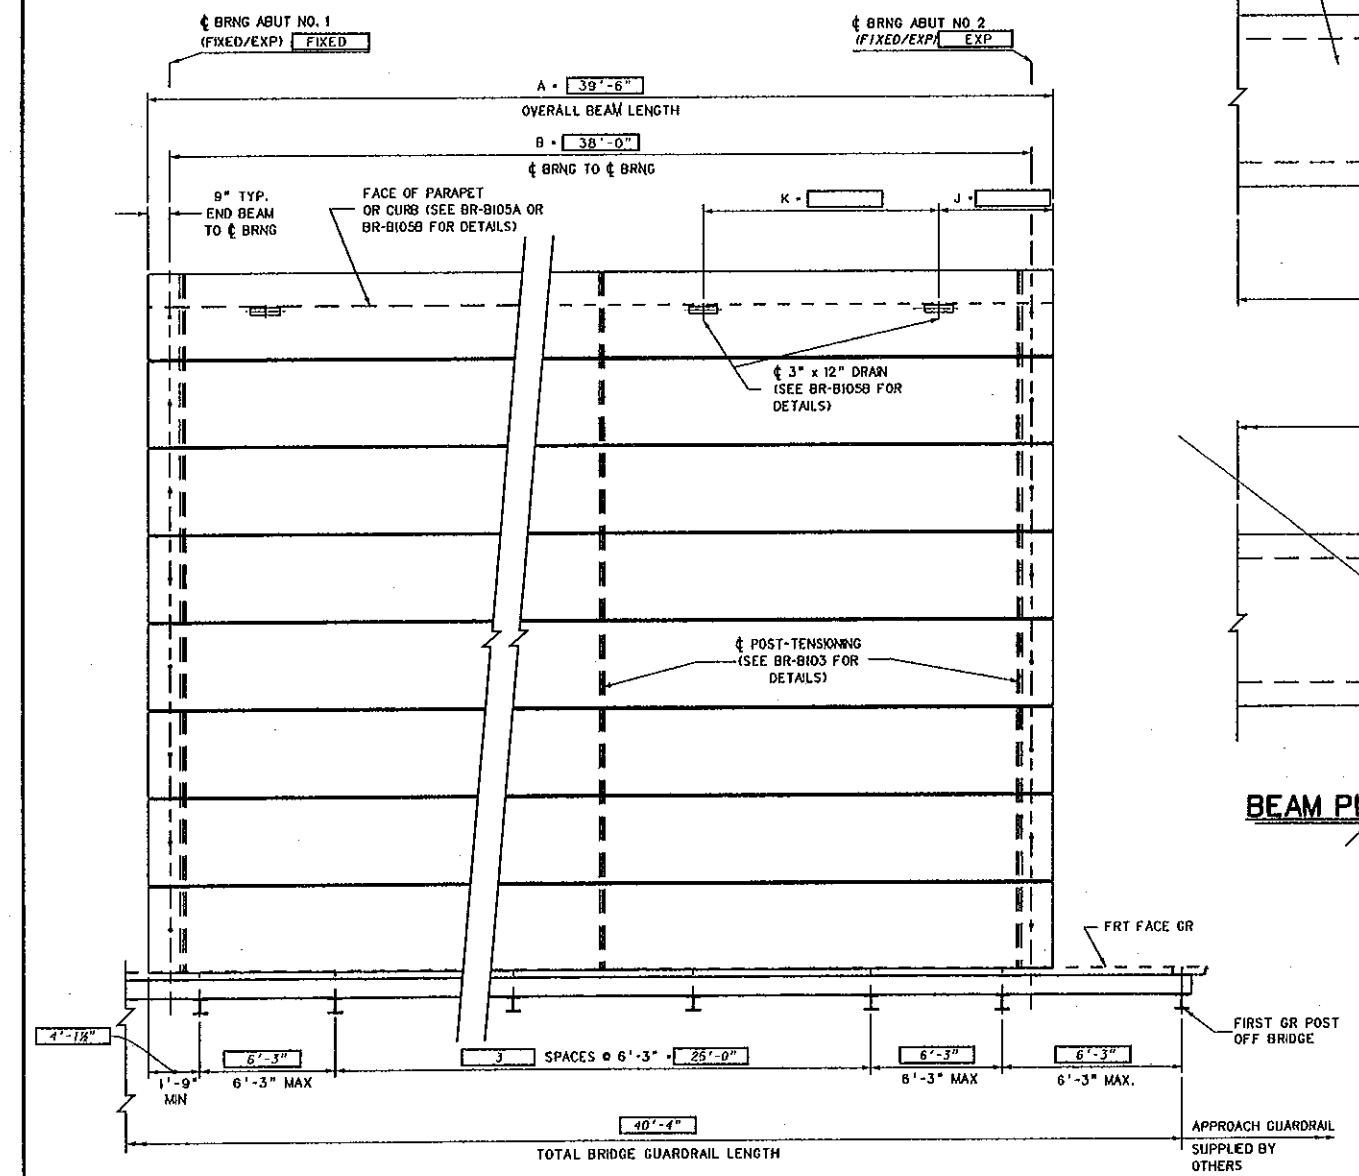 ℄ BRNG ABUT NO. 1
(FIXED/EXP) FIXED
℄ BRNG ABUT NO 2
(FIXED/EXP) EXP
A = 39'-6"
OVERALL BEAM LENGTH
B = 38'-0"
℄ BRNG TO ℄ BRNG
9" TYP.
END BEAM
TO ℄ BRNG
FACE OF PARAPET
OR CURB (SEE BR-B105A OR
BR-B105B FOR DETAILS)
K =
J =
℄ 3" x 12" DRAIN
(SEE BR-B105B FOR
DETAILS)
℄ POST-TENSIONING
(SEE BR-B103 FOR
DETAILS)
BEAM
FRT FACE GR
FIRST GR POST
OFF BRIDGE
1'-9"
MIN
6'-3"
6'-3" MAX
3 SPACES @ 6'-3" =
6'-3"
6'-3" MAX
6'-3"
6'-3" MAX.
40'-4"
TOTAL BRIDGE GUARDRAIL LENGTH
APPROACH GUARDRAIL
SUPPLIED BY
OTHERS